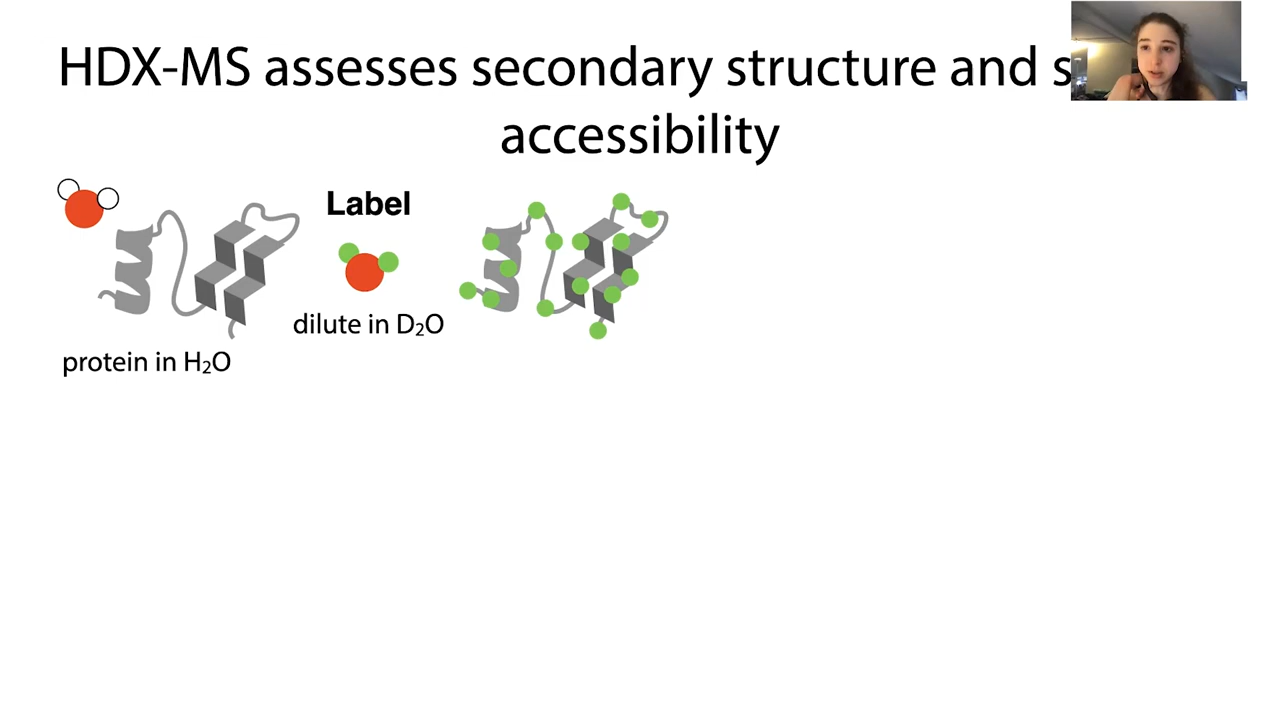 HDX-MS assesses secondary structure and s
accessibility
Label
dilute in D₂O
protein in H₂O